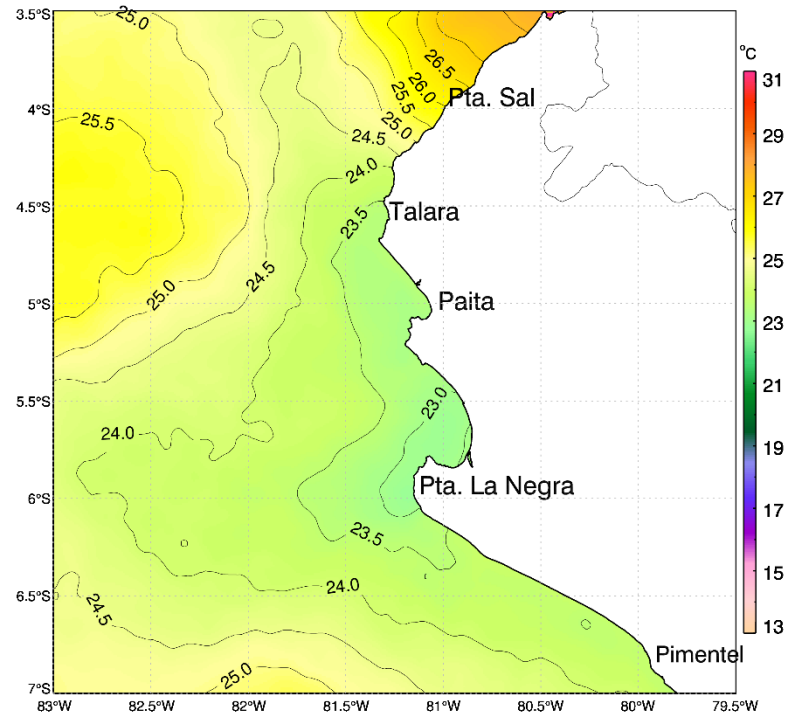 3.5°S
25.0
°C
26.5
31
26.0
Pta. Sal
4°S
25.5
25.5
25.0
29
24.5
24.0
27
4.5°S
23.5
Talara
24.5
25
25.0
5°S
Paita
23
21
5.5°S
23.0
24.0
19
Pta. La Negra
6°S
17
23.5
15
24.0
6.5°S
24.5
13
Pimentel
25.0
7°S
83°W
82.5°W
82°W
81.5°W
81°W
80.5°W
80°W
79.5°W